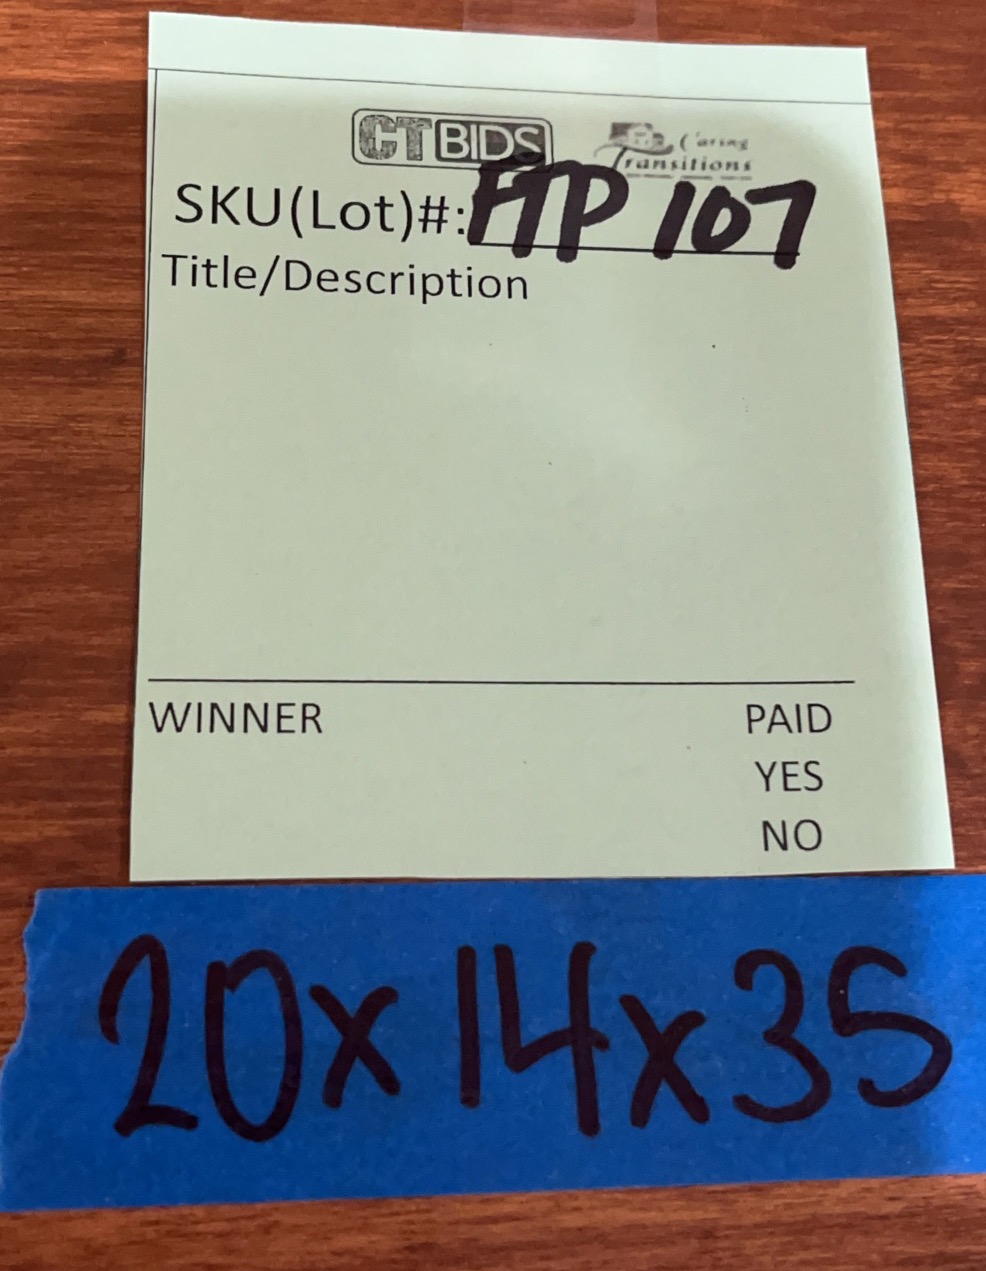 CTBIDS
Caring
Transitions
SKU(Lot)#: FTP 107
Title/Description
WINNER
PAID
YES
NO
20x14x35